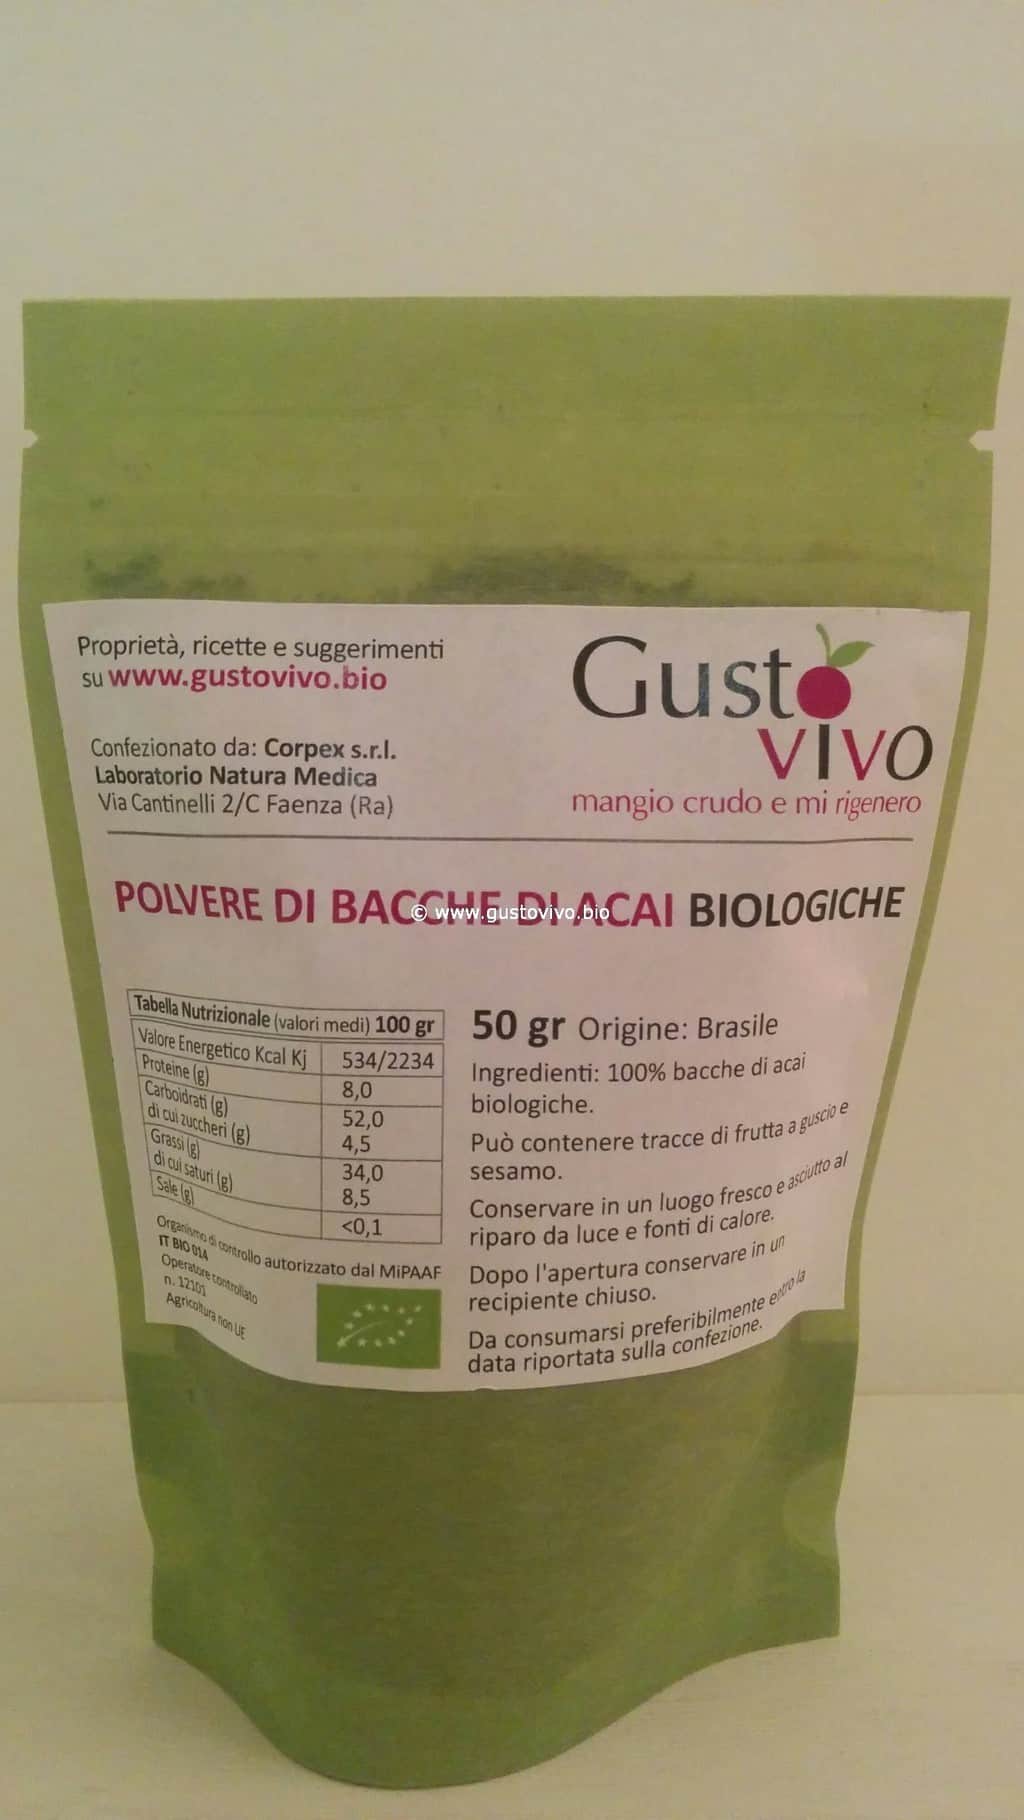 Proprietà, ricette e suggerimenti
su www.gustovivo.bio
Confezionato da: Corpex s.r.l.
Laboratorio Natura Medica
Via Cantinelli 2/C Faenza (Ra)
Gusto
vivo
mangio crudo e mi rigenero
POLVERE DI BACCHE DI ACAI BIOLOGICHE
© www.gustovivo.bio
Tabella Nutrizionale (valori medi) 100 gr
Valore Energetico Kcal Kj 534/2234
Proteine (g) 8,0
Carboidrati (g) 52,0
di cui zuccheri (g) 4,5
Grassi (g) 34,0
di cui saturi (g) 8,5
Sale (g) <0,1
Organismo di controllo autorizzato dal MiPAAF
IT BIO 014
Operatore controllato
n. 12101
Agricoltura non UE
50 gr Origine: Brasile
Ingredienti: 100% bacche di acai
biologiche.
Può contenere tracce di frutta a guscio e
sesamo.
Conservare in un luogo fresco e asciutto al
riparo da luce e fonti di calore.
Dopo l'apertura conservare in un
recipiente chiuso.
Da consumarsi preferibilmente entro la
data riportata sulla confezione.